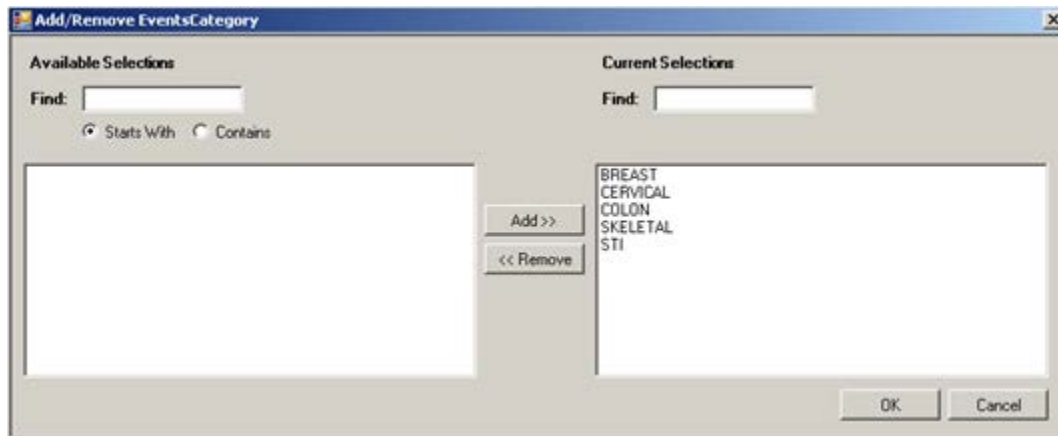 Add/Remove EventsCategory
Available Selections
Current Selections
Find:
Find:
Starts With Contains
BREAST
CERVICAL
COLON
SKELETAL
STI
Add >>
<< Remove
OK Cancel